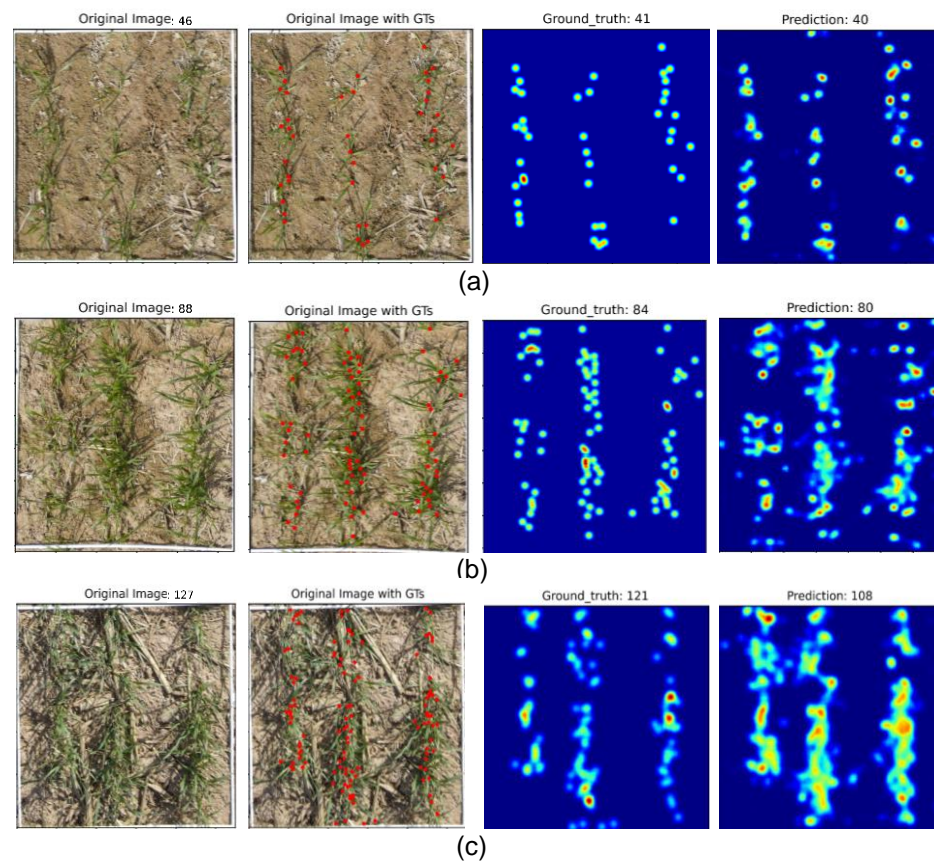 Original Image: 46 Original Image with GTs Ground_truth: 41 Prediction: 40
(a)
Original Image: 88 Original Image with GTs Ground_truth: 84 Prediction: 80
(b)
Original Image: 127 Original Image with GTs Ground_truth: 121 Prediction: 108
(c)